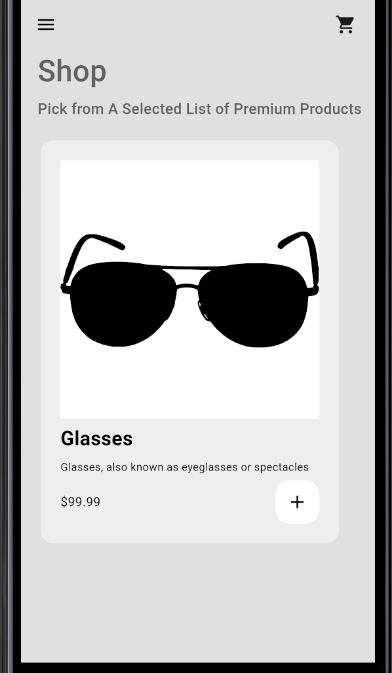 Shop
Pick from A Selected List of Premium Products
Glasses
Glasses, also known as eyeglasses or spectacles
$99.99